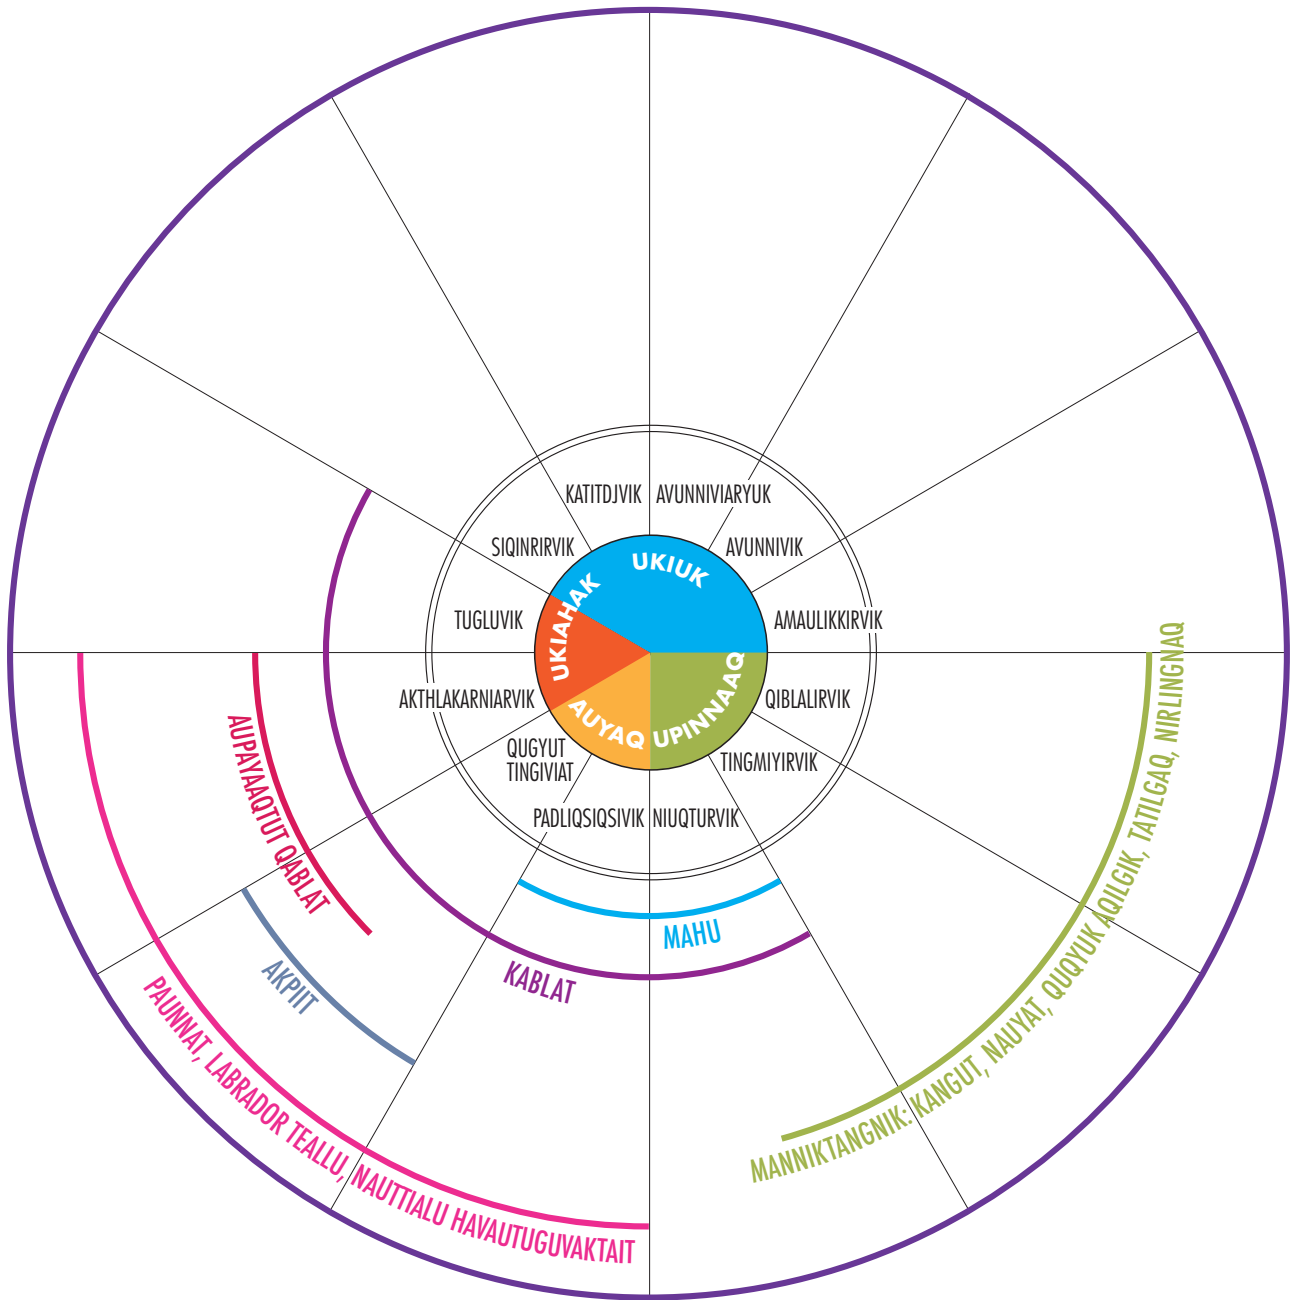 UKIUK
UPINNAAQ
AUYAQ
UKIAHAK
AVUNNIVIARYUK
AVUNNIVIK
AMAULIKKIRVIK
QIBLALIRVIK
TINGMIYIRVIK
NIUQTURVIK
PADLIQSIQSIVIK
QUGYUT
TINGIVIAT
AKTHLAKARNIARVIK
TUGLUVIK
SIQINRIRVIK
KATITDJVIK
MAHU
KABLAT
AUPAYAAQTUT QABLAT
AKPIIT
PAUNNAT, LABRADOR TEALLU, NAUTTIALU HAVAUTUGUVAKTAIT
MANNIKTANGNIK: KANGUT, NAUYAT, QUQYUK AQILGIK, TATILGAQ, NIRLINGNAQ